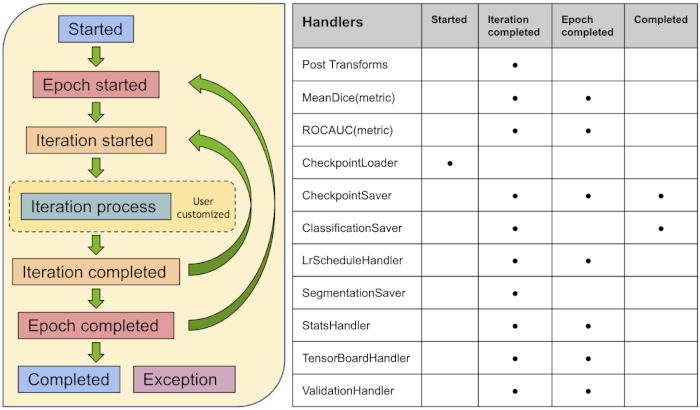 Started
Epoch started
Iteration started
Iteration process
User
customized
Iteration completed
Epoch completed
Completed
Exception
Handlers
Started
Iteration
completed
Epoch
completed
Completed
Post Transforms
MeanDice(metric)
ROCAUC(metric)
CheckpointLoader
CheckpointSaver
ClassificationSaver
LrScheduleHandler
SegmentationSaver
StatsHandler
TensorBoardHandler
ValidationHandler